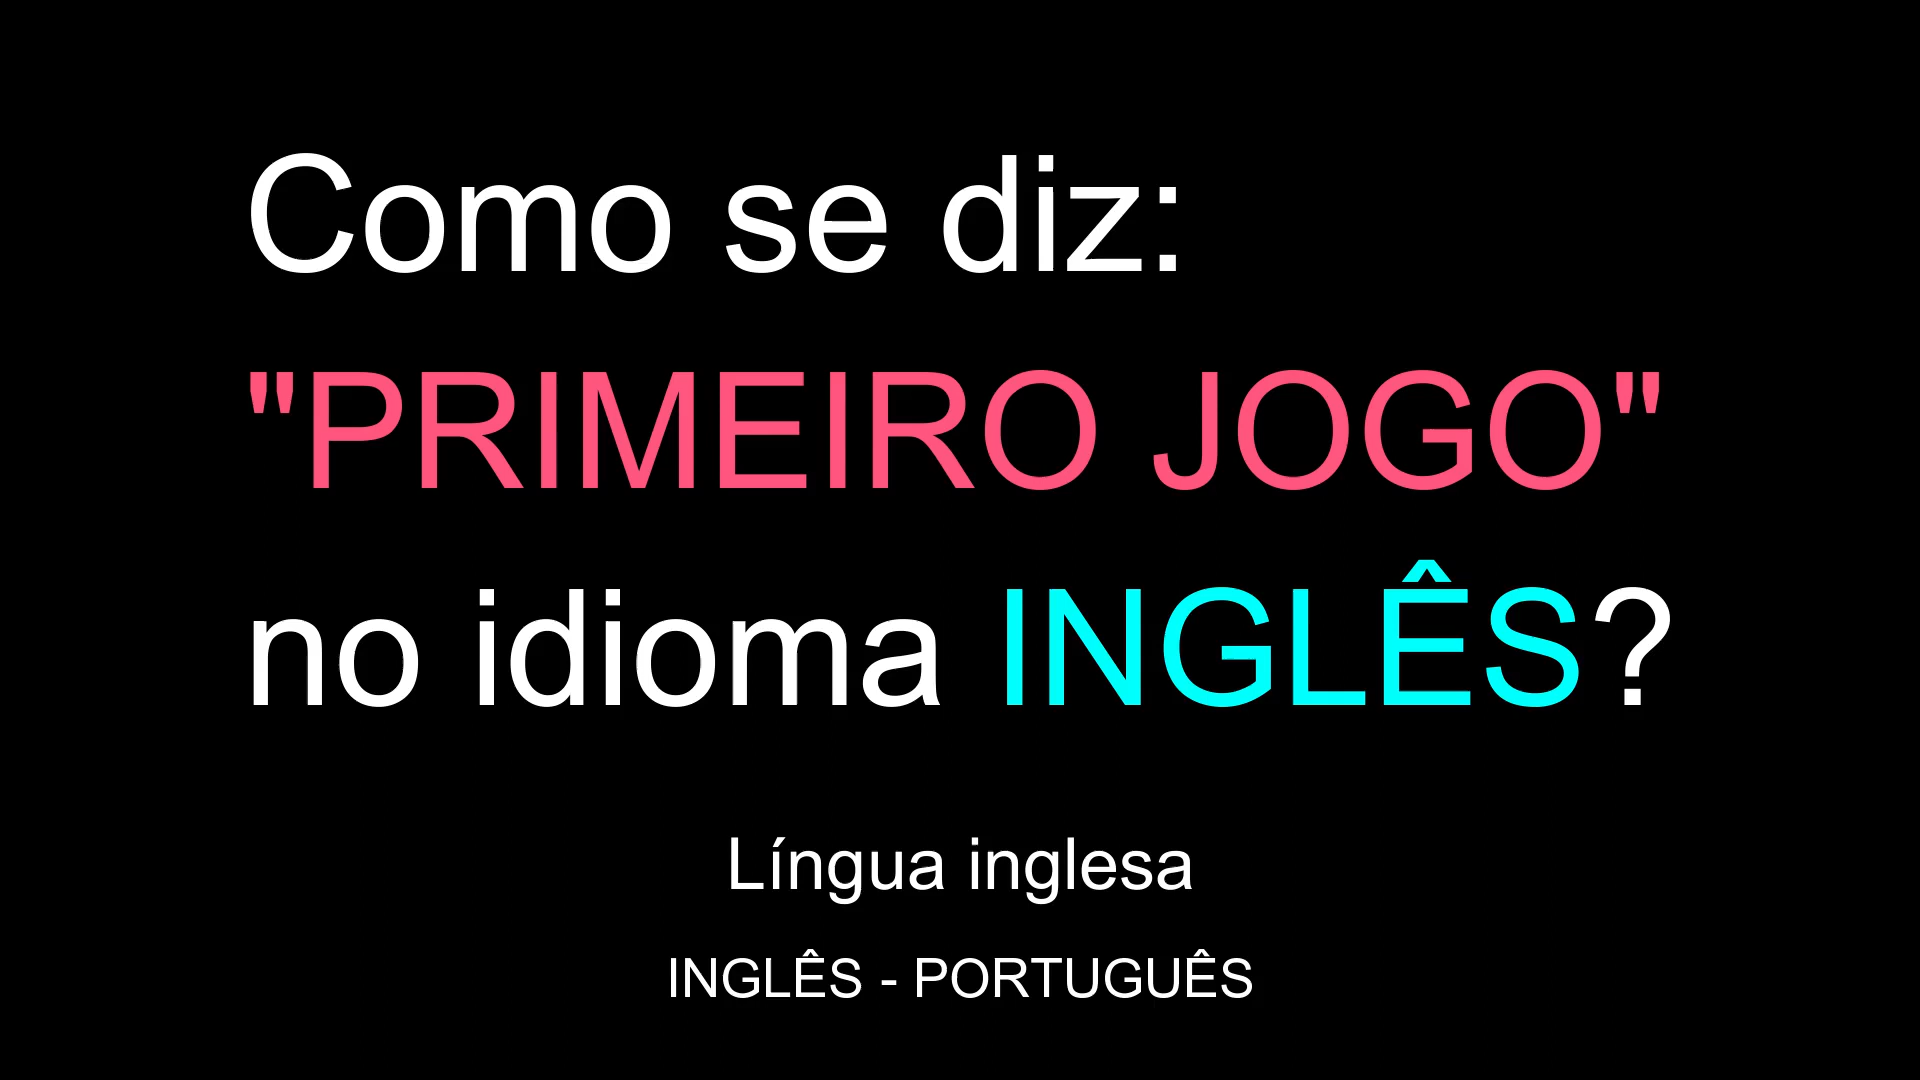 Como se diz:
"PRIMEIRO JOGO"
no idioma INGLÊS?
Língua inglesa
INGLÊS - PORTUGUÊS